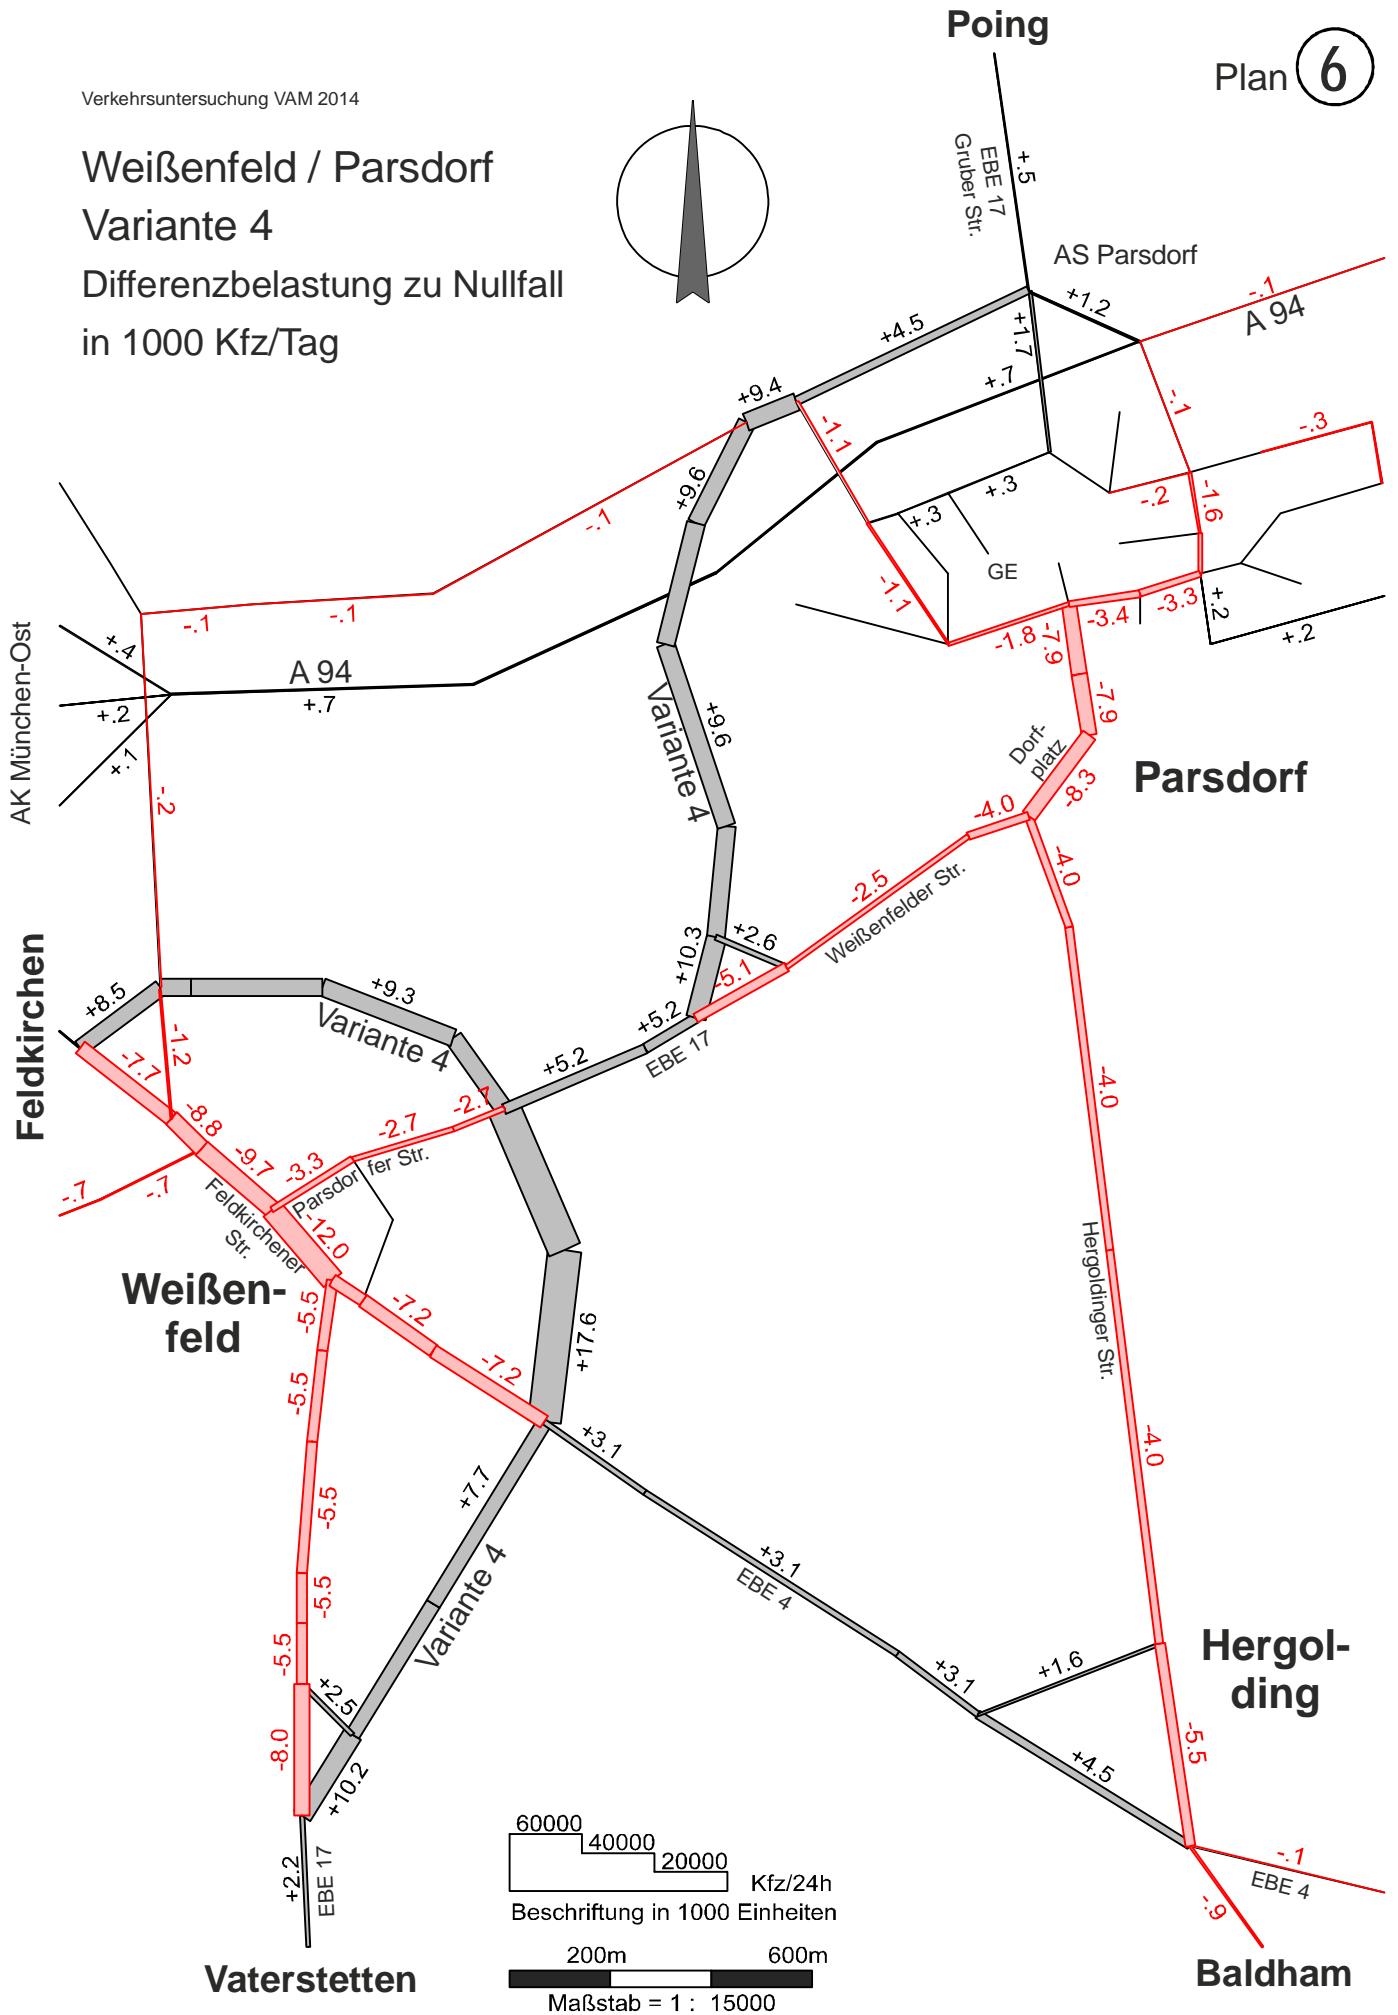 Poing
Plan 6
Verkehrsuntersuchung VAM 2014
Weißenfeld / Parsdorf
Variante 4
Differenzbelastung zu Nullfall
in 1000 Kfz/Tag
+.5
EBE 17
Gruber Str.
AS Parsdorf
-.1
A 94
+1.2
+4.5
+1.7
+.7
+9.4
-1.1
-.1
-.3
+9.6
+.3
+.3
-.2
-1.6
-.1
GE
-1.1
-.1
-.1
-3.3
-3.4
-1.8
-7.9
+.2
+.2
AK München-Ost
+.4
+.2
+.1
A 94
+.7
Variante 4
+9.6
-7.9
Dorf-
platz
-8.3
Parsdorf
-.2
-4.0
-4.0
-2.5
Weißenfelder Str.
+2.6
+10.3
-5.1
Feldkirchen
+8.5
+9.3
Variante 4
+5.2
+5.2
EBE 17
-1.2
-7.7
-8.8
-2.7
-2.7
-9.7
-3.3
Parsdor fer Str.
-.7
-.7
Feldkirchener
Str.
-12.0
-4.0
Hergoldinger Str.
Weißen-
feld
-5.5
-7.2
-7.2
+17.6
-5.5
+3.1
-4.0
+7.7
-5.5
Variante 4
+3.1
EBE 4
-5.5
-5.5
+2.5
+3.1
+1.6
Hergol-
ding
-8.0
+10.2
+4.5
-5.5
+2.2
EBE 17
60000
40000
20000
Kfz/24h
Beschriftung in 1000 Einheiten
-.1
EBE 4
-.9
200m 600m
Maßstab = 1 : 15000
Vaterstetten
Baldham